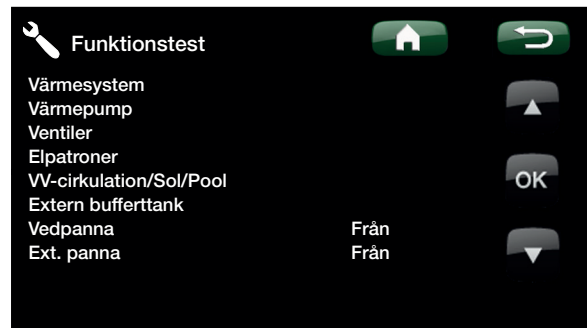 Funktionstest
Värmesystem
Värmepump
Ventiler
Elpatroner
VV-cirkulation/Sol/Pool
OK
Extern bufferttank
Vedpanna Från
Ext. panna Från